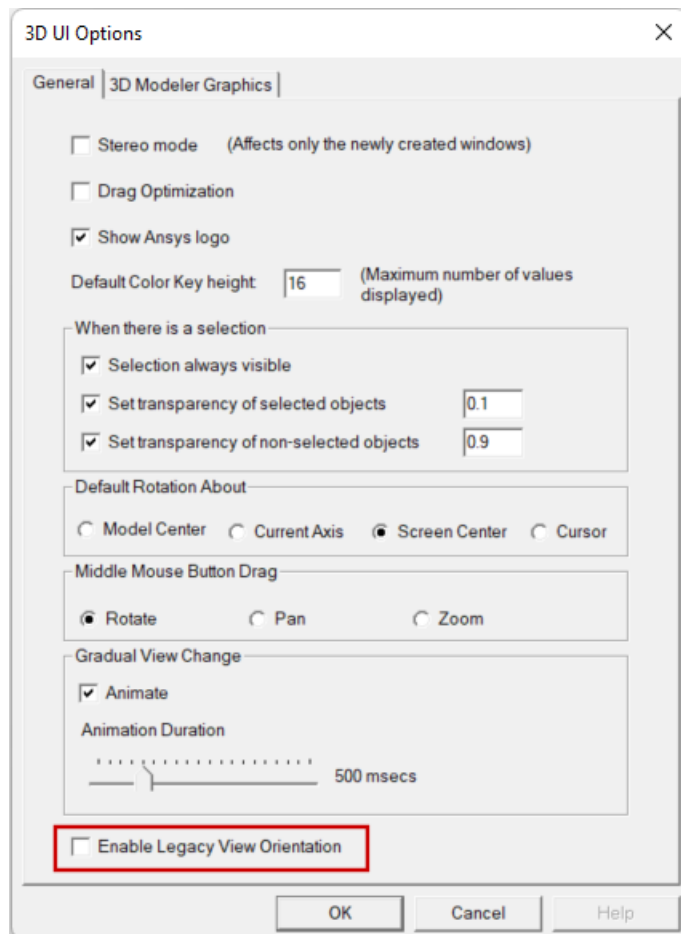 3D UI Options
General 3D Modeler Graphics
Stereo mode (Affects only the newly created windows)
Drag Optimization
Show Ansys logo
Default Color Key height: 16 (Maximum number of values
displayed)
When there is a selection
Selection always visible
Set transparency of selected objects 0.1
Set transparency of non-selected objects 0.9
Default Rotation About
Model Center Current Axis Screen Center Cursor
Middle Mouse Button Drag
Rotate Pan Zoom
Gradual View Change
Animate
Animation Duration
500 msecs
Enable Legacy View Orientation
OK Cancel Help